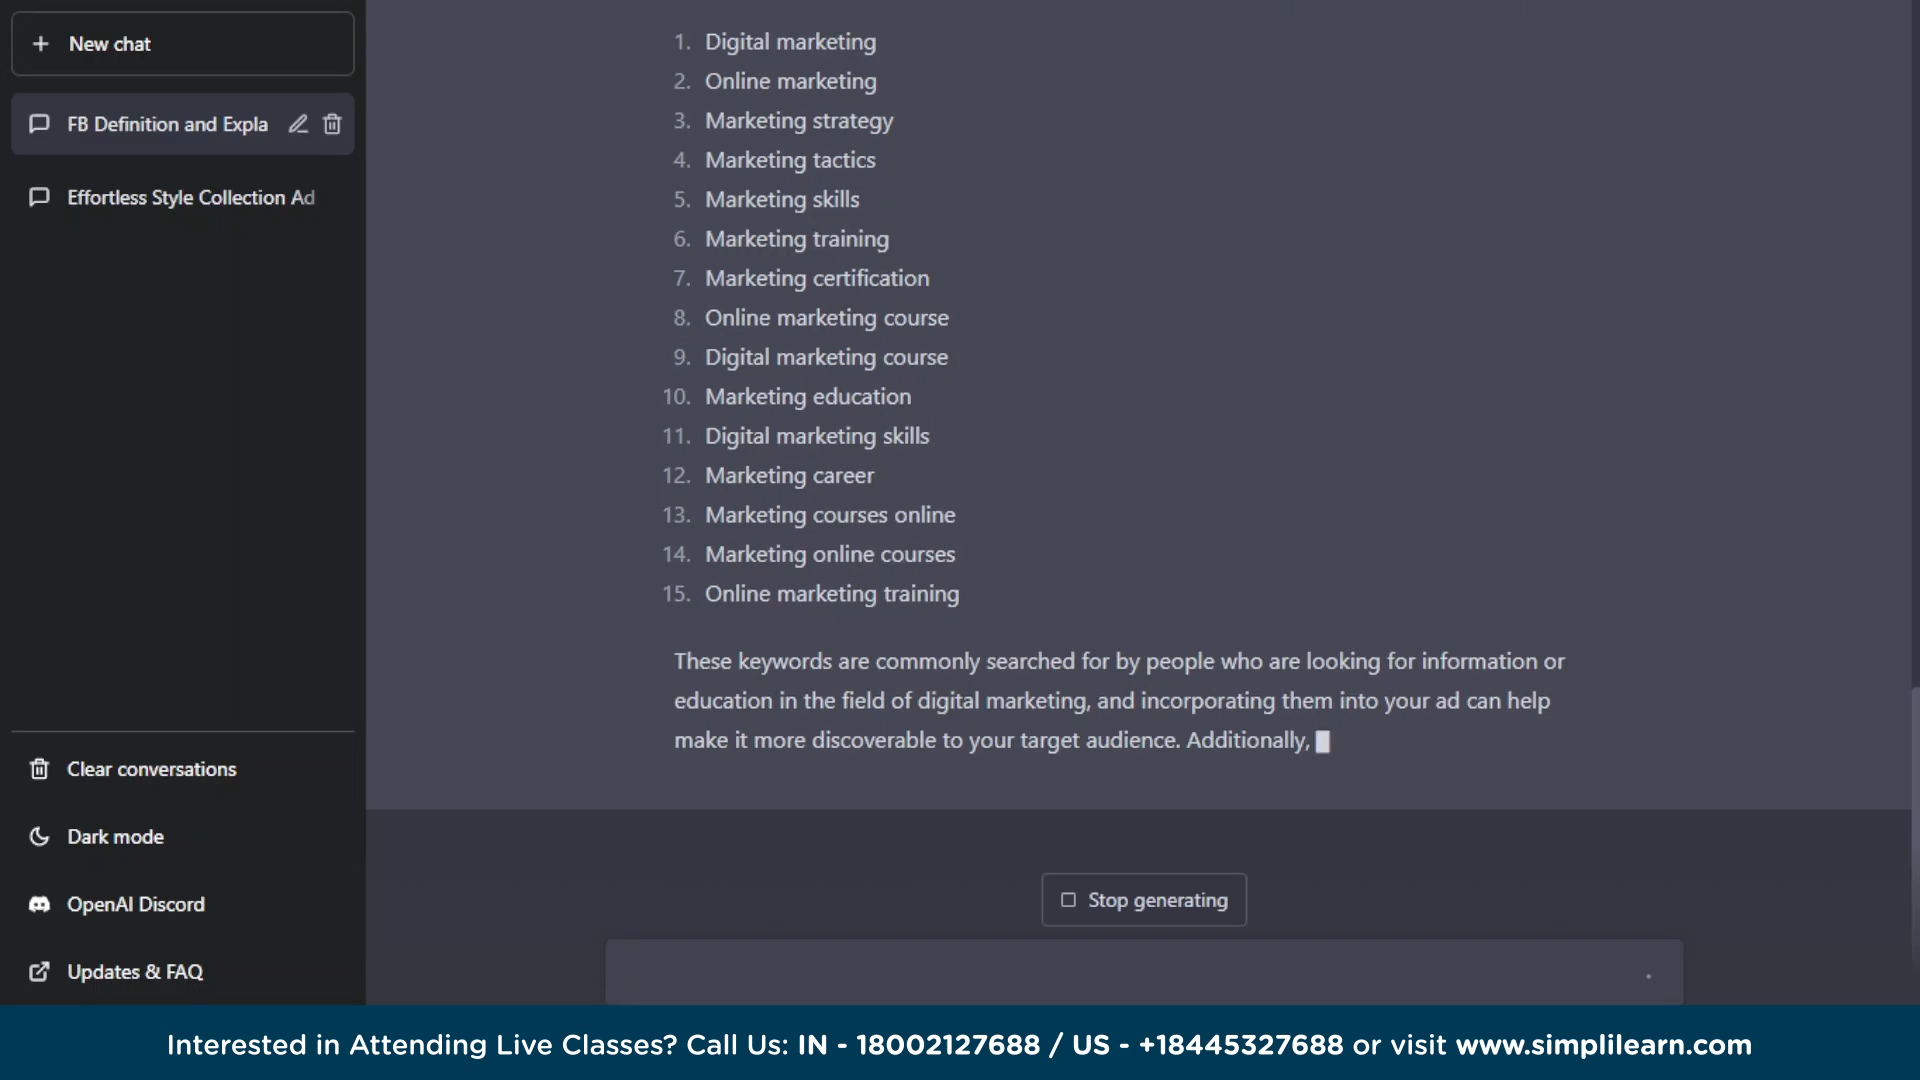 New chat
FB Definition and Expla
Effortless Style Collection Ad
1. Digital marketing
2. Online marketing
3. Marketing strategy
4. Marketing tactics
5. Marketing skills
6. Marketing training
7. Marketing certification
8. Online marketing course
9. Digital marketing course
10. Marketing education
11. Digital marketing skills
12. Marketing career
13. Marketing courses online
14. Marketing online courses
15. Online marketing training
These keywords are commonly searched for by people who are looking for information or
education in the field of digital marketing, and incorporating them into your ad can help
make it more discoverable to your target audience. Additionally,
Clear conversations
Dark mode
OpenAI Discord
Updates & FAQ
Stop generating
Interested in Attending Live Classes? Call Us: IN - 18002127688 / US - +18445327688 or visit www.simplilearn.com